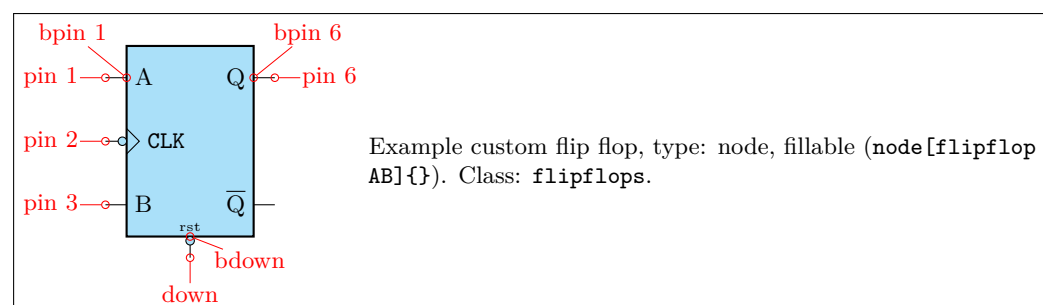 bpin 1
bpin 6
pin 1
A
Q
pin 6
pin 2
CLK
Example custom flip flop, type: node, fillable (node[flipflop
AB]{}). Class: flipflops.
pin 3
B
Q̅
rst
bdown
down